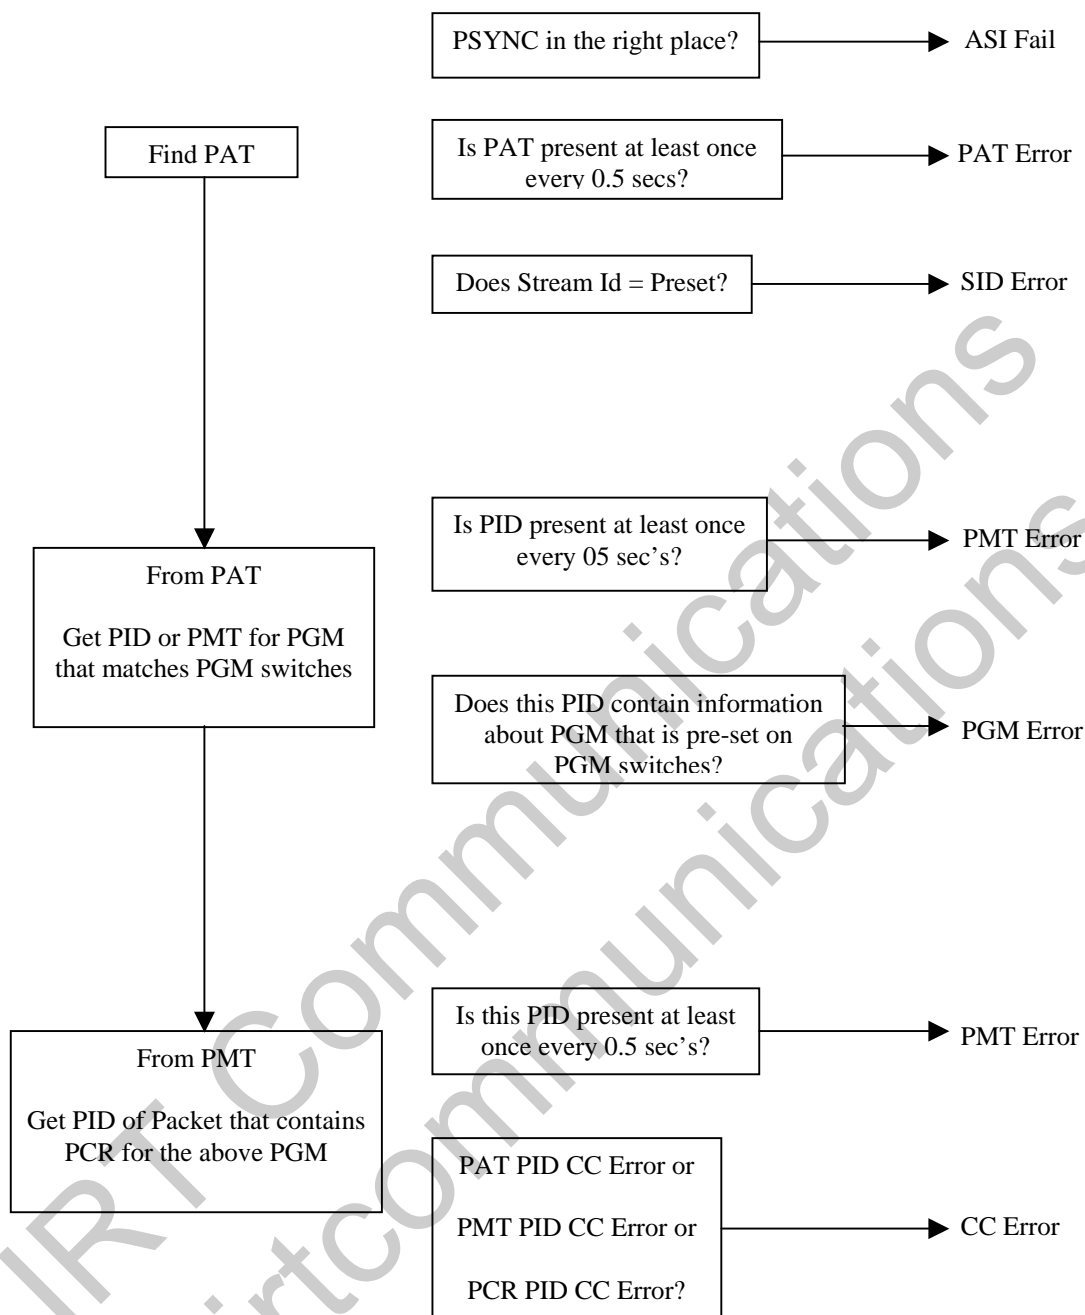 PSYNC in the right place?
ASI Fail
Find PAT
Is PAT present at least once
every 0.5 secs?
PAT Error
Does Stream Id = Preset?
SID Error
Is PID present at least once
every 05 sec's?
PMT Error
From PAT
Get PID or PMT for PGM
that matches PGM switches
Does this PID contain information
about PGM that is pre-set on
PGM switches?
PGM Error
Is this PID present at least
once every 0.5 sec's?
PMT Error
From PMT
Get PID of Packet that contains
PCR for the above PGM
PAT PID CC Error or
PMT PID CC Error or
PCR PID CC Error?
CC Error
IRT Communications
irtcommunications